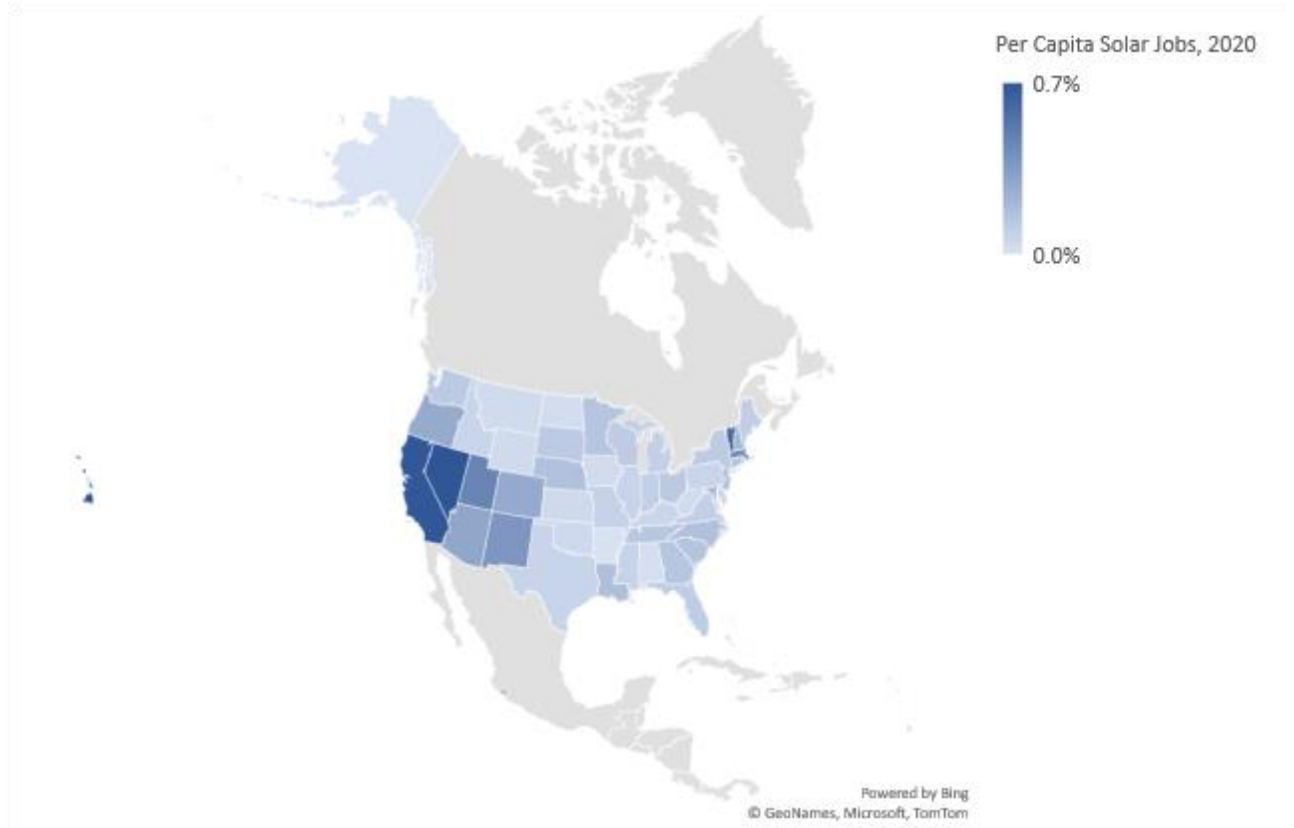 Per Capita Solar Jobs, 2020
0.7%
0.0%
Powered by Bing
© GeoNames, Microsoft, TomTom